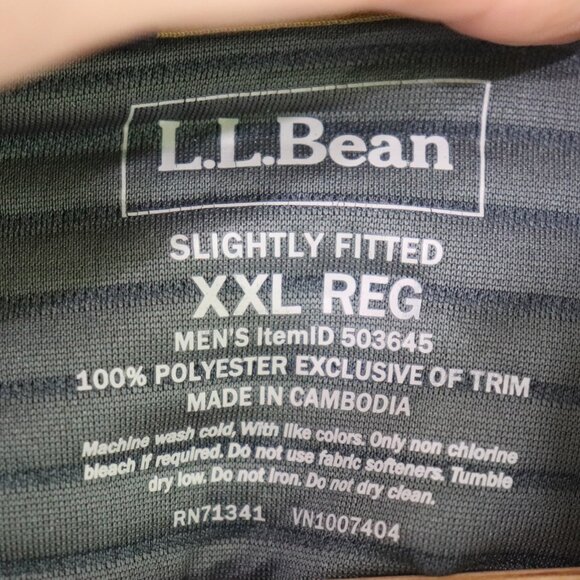 L.L.Bean
SLIGHTLY FITTED
XXL REG
MEN'S ItemID 503645
100% POLYESTER EXCLUSIVE OF TRIM
MADE IN CAMBODIA
Machine wash cold, With like colors. Only non chlorine
bleach if required. Do not use fabric softeners. Tumble
dry low. Do not iron. Do not dry clean.
RN71341 VN1007404